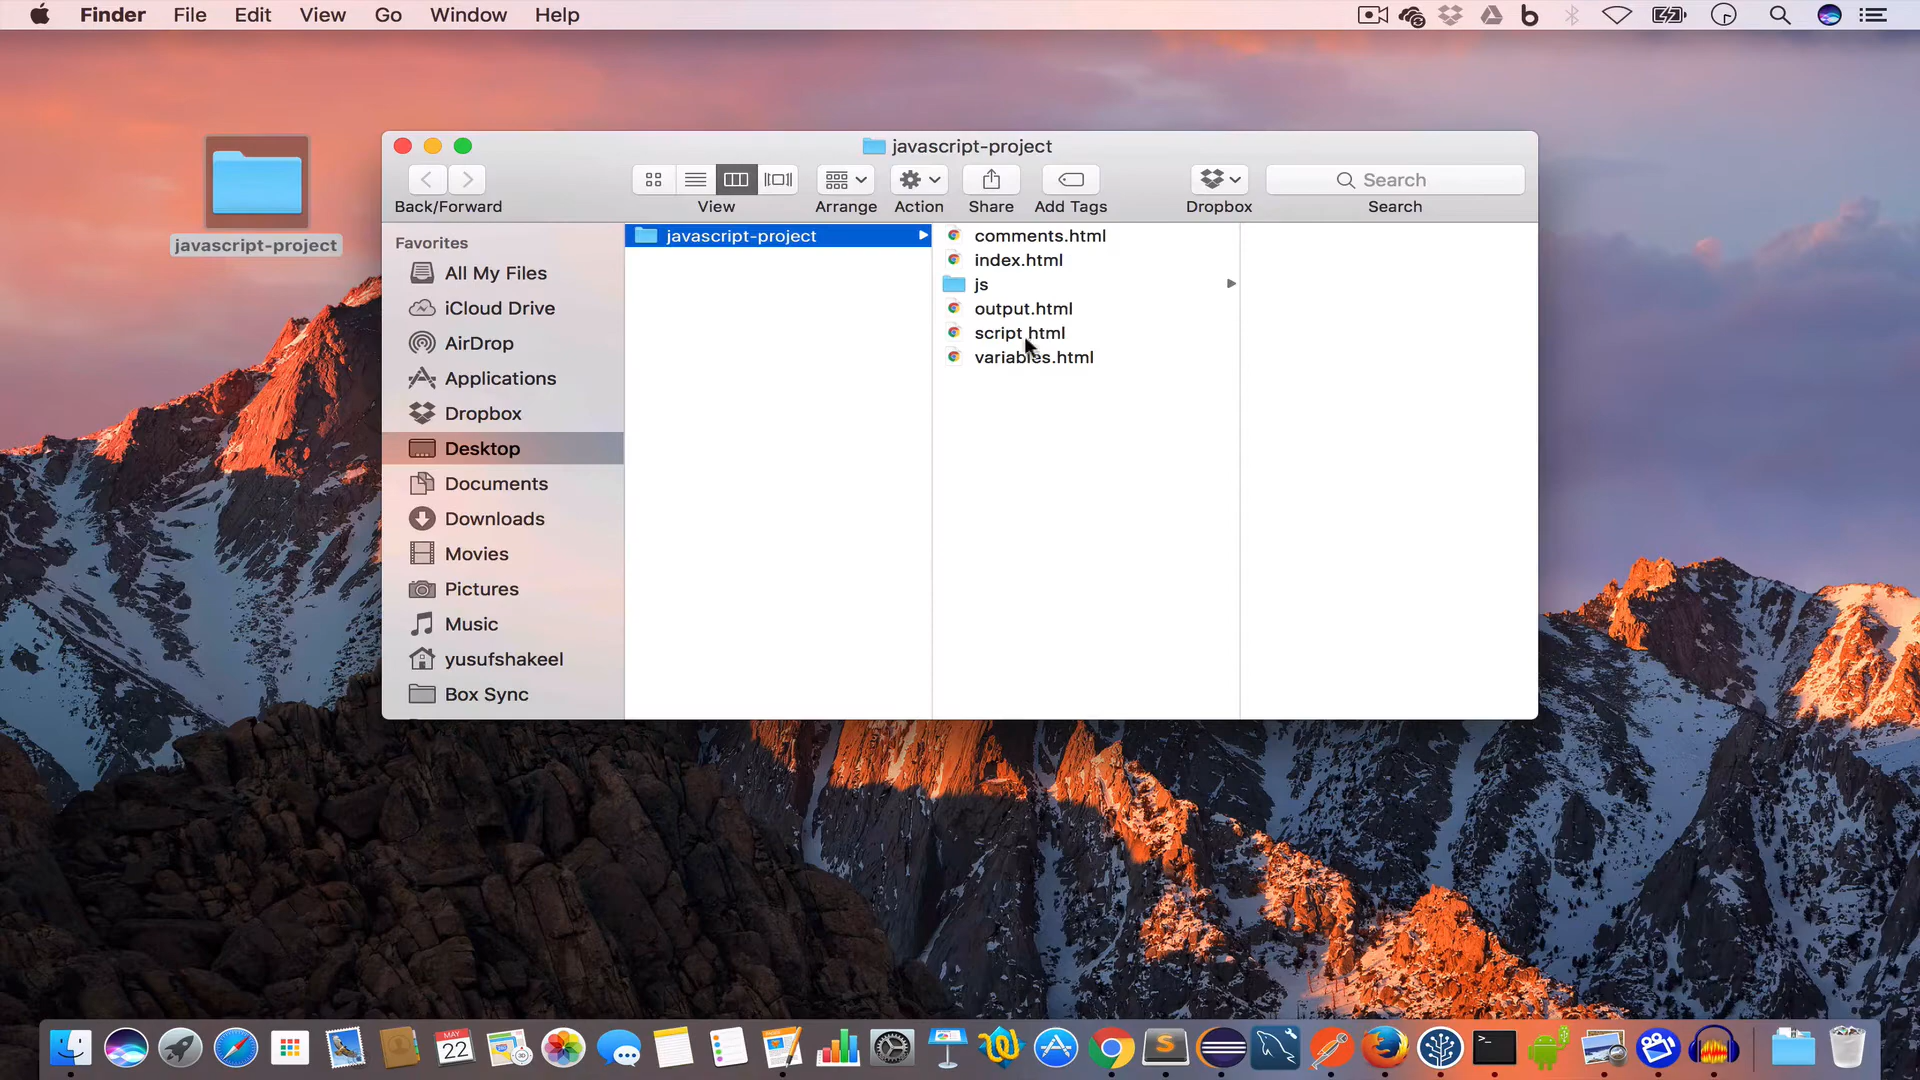 Finder File Edit View Go Window Help
javascript-project
javascript-project
Search
Back/Forward View Arrange Action Share Add Tags Dropbox Search
Favorites
All My Files
iCloud Drive
AirDrop
Applications
Dropbox
Desktop
Documents
Downloads
Movies
Pictures
Music
yusufshakeel
Box Sync
javascript-project
comments.html
index.html
js
output.html
script.html
variables.html
MAY
22